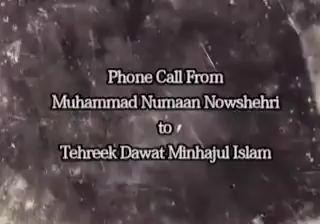 Phone Call From
Muhammad Numaan Nowshehri
to
Tehreek Dawat Minhajul Islam